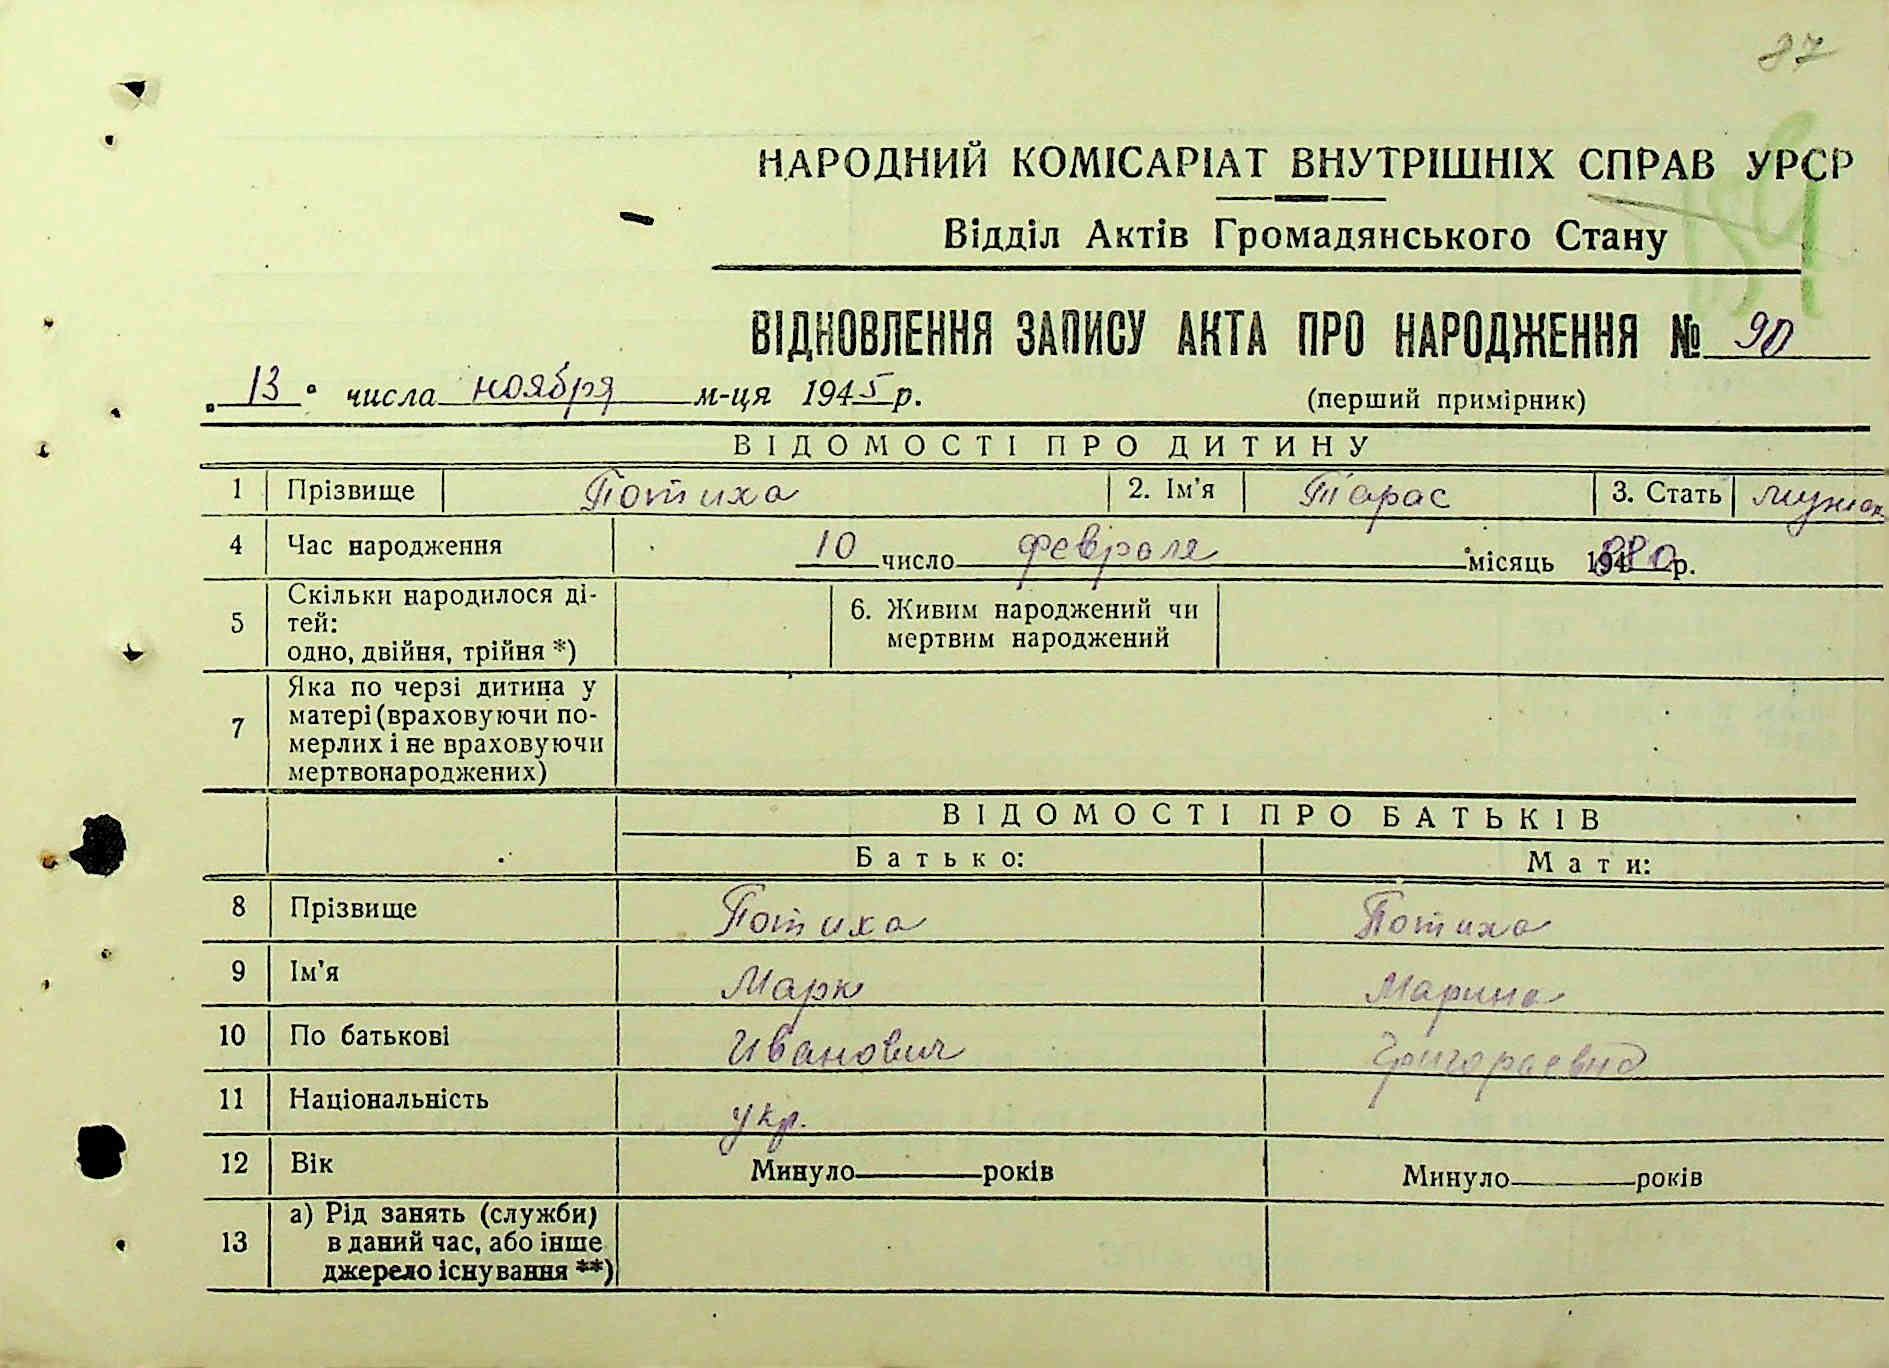 87
НАРОДНИЙ КОМІСАРІАТ ВНУТРІШНІХ СПРАВ УРСР
Відділ Актів Громадянського Стану
ВІДНОВЛЕННЯ ЗАПИСУ АКТА ПРО НАРОДЖЕННЯ № 90
„13“ числа ноября м-ця 1945 р. (перший примірник)
ВІДОМОСТІ ПРО ДИТИНУ
1 Прізвище Потиха 2. Ім'я Тарас 3. Стать
4 Час народження 10 число февраля місяць р.
5 Скільки народилося ді-
тей:
одно, двійня, трійня *)
6. Живим народжений чи
мертвим народжений
7 Яка по черзі дитина у
матері (враховуючи по-
мерлих і не враховуючи
мертвонароджених)
ВІДОМОСТІ ПРО БАТЬКІВ
Батько: Мати:
8 Прізвище Потиха Потиха
9 Ім'я Марк Марина
10 По батькові Иванович Григораевна
11 Національність укр.
12 Вік Минуло років Минуло років
13 а) Рід занять (служби)
в даний час, або інше
джерело існування **)